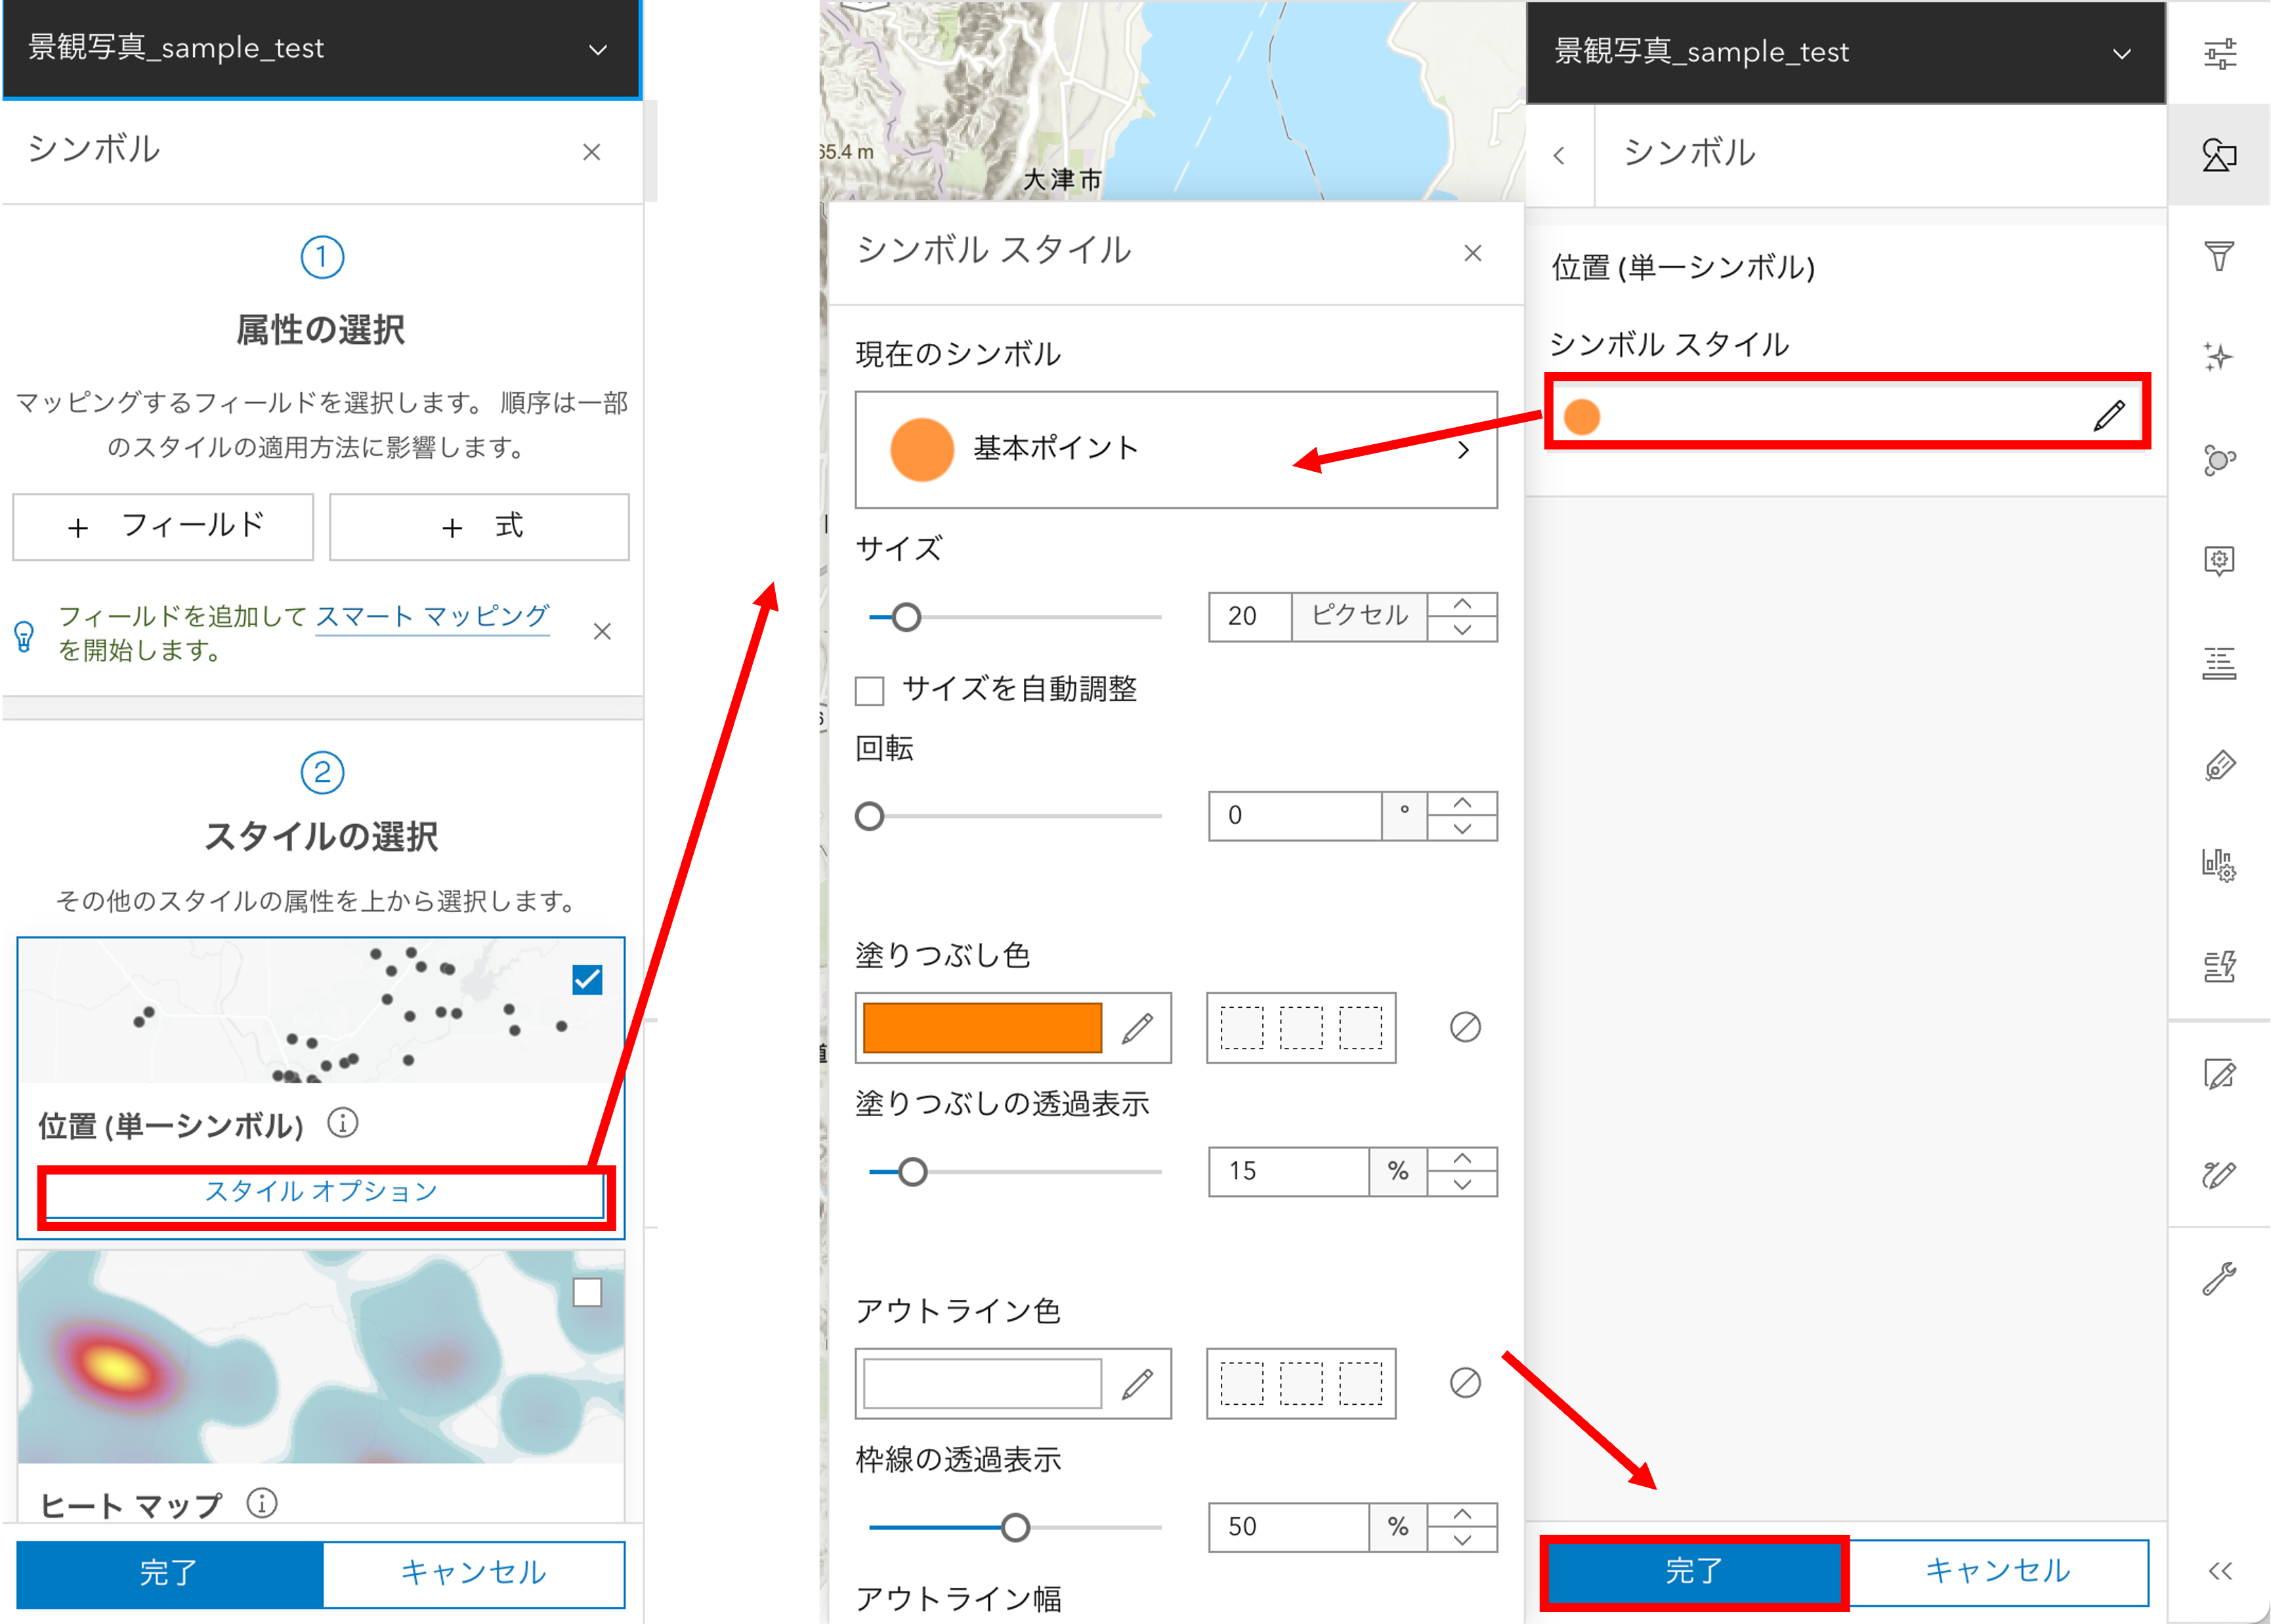 景観写真_sample_test
シンボル
1
属性の選択
マッピングするフィールドを選択します。 順序は一部
のスタイルの適用方法に影響します。
+ フィールド
+ 式
フィールドを追加して スマート マッピング
を開始します。
2
スタイルの選択
その他のスタイルの属性を上から選択します。
位置 (単一シンボル)
スタイル オプション
ヒート マップ
完了
キャンセル
65.4 m
大津市
シンボル スタイル
現在のシンボル
基本ポイント
サイズ
20 ピクセル
サイズを自動調整
回転
0 °
塗りつぶし色
塗りつぶしの透過表示
15 %
アウトライン色
枠線の透過表示
50 %
アウトライン幅
景観写真_sample_test
シンボル
位置 (単一シンボル)
シンボル スタイル
完了
キャンセル